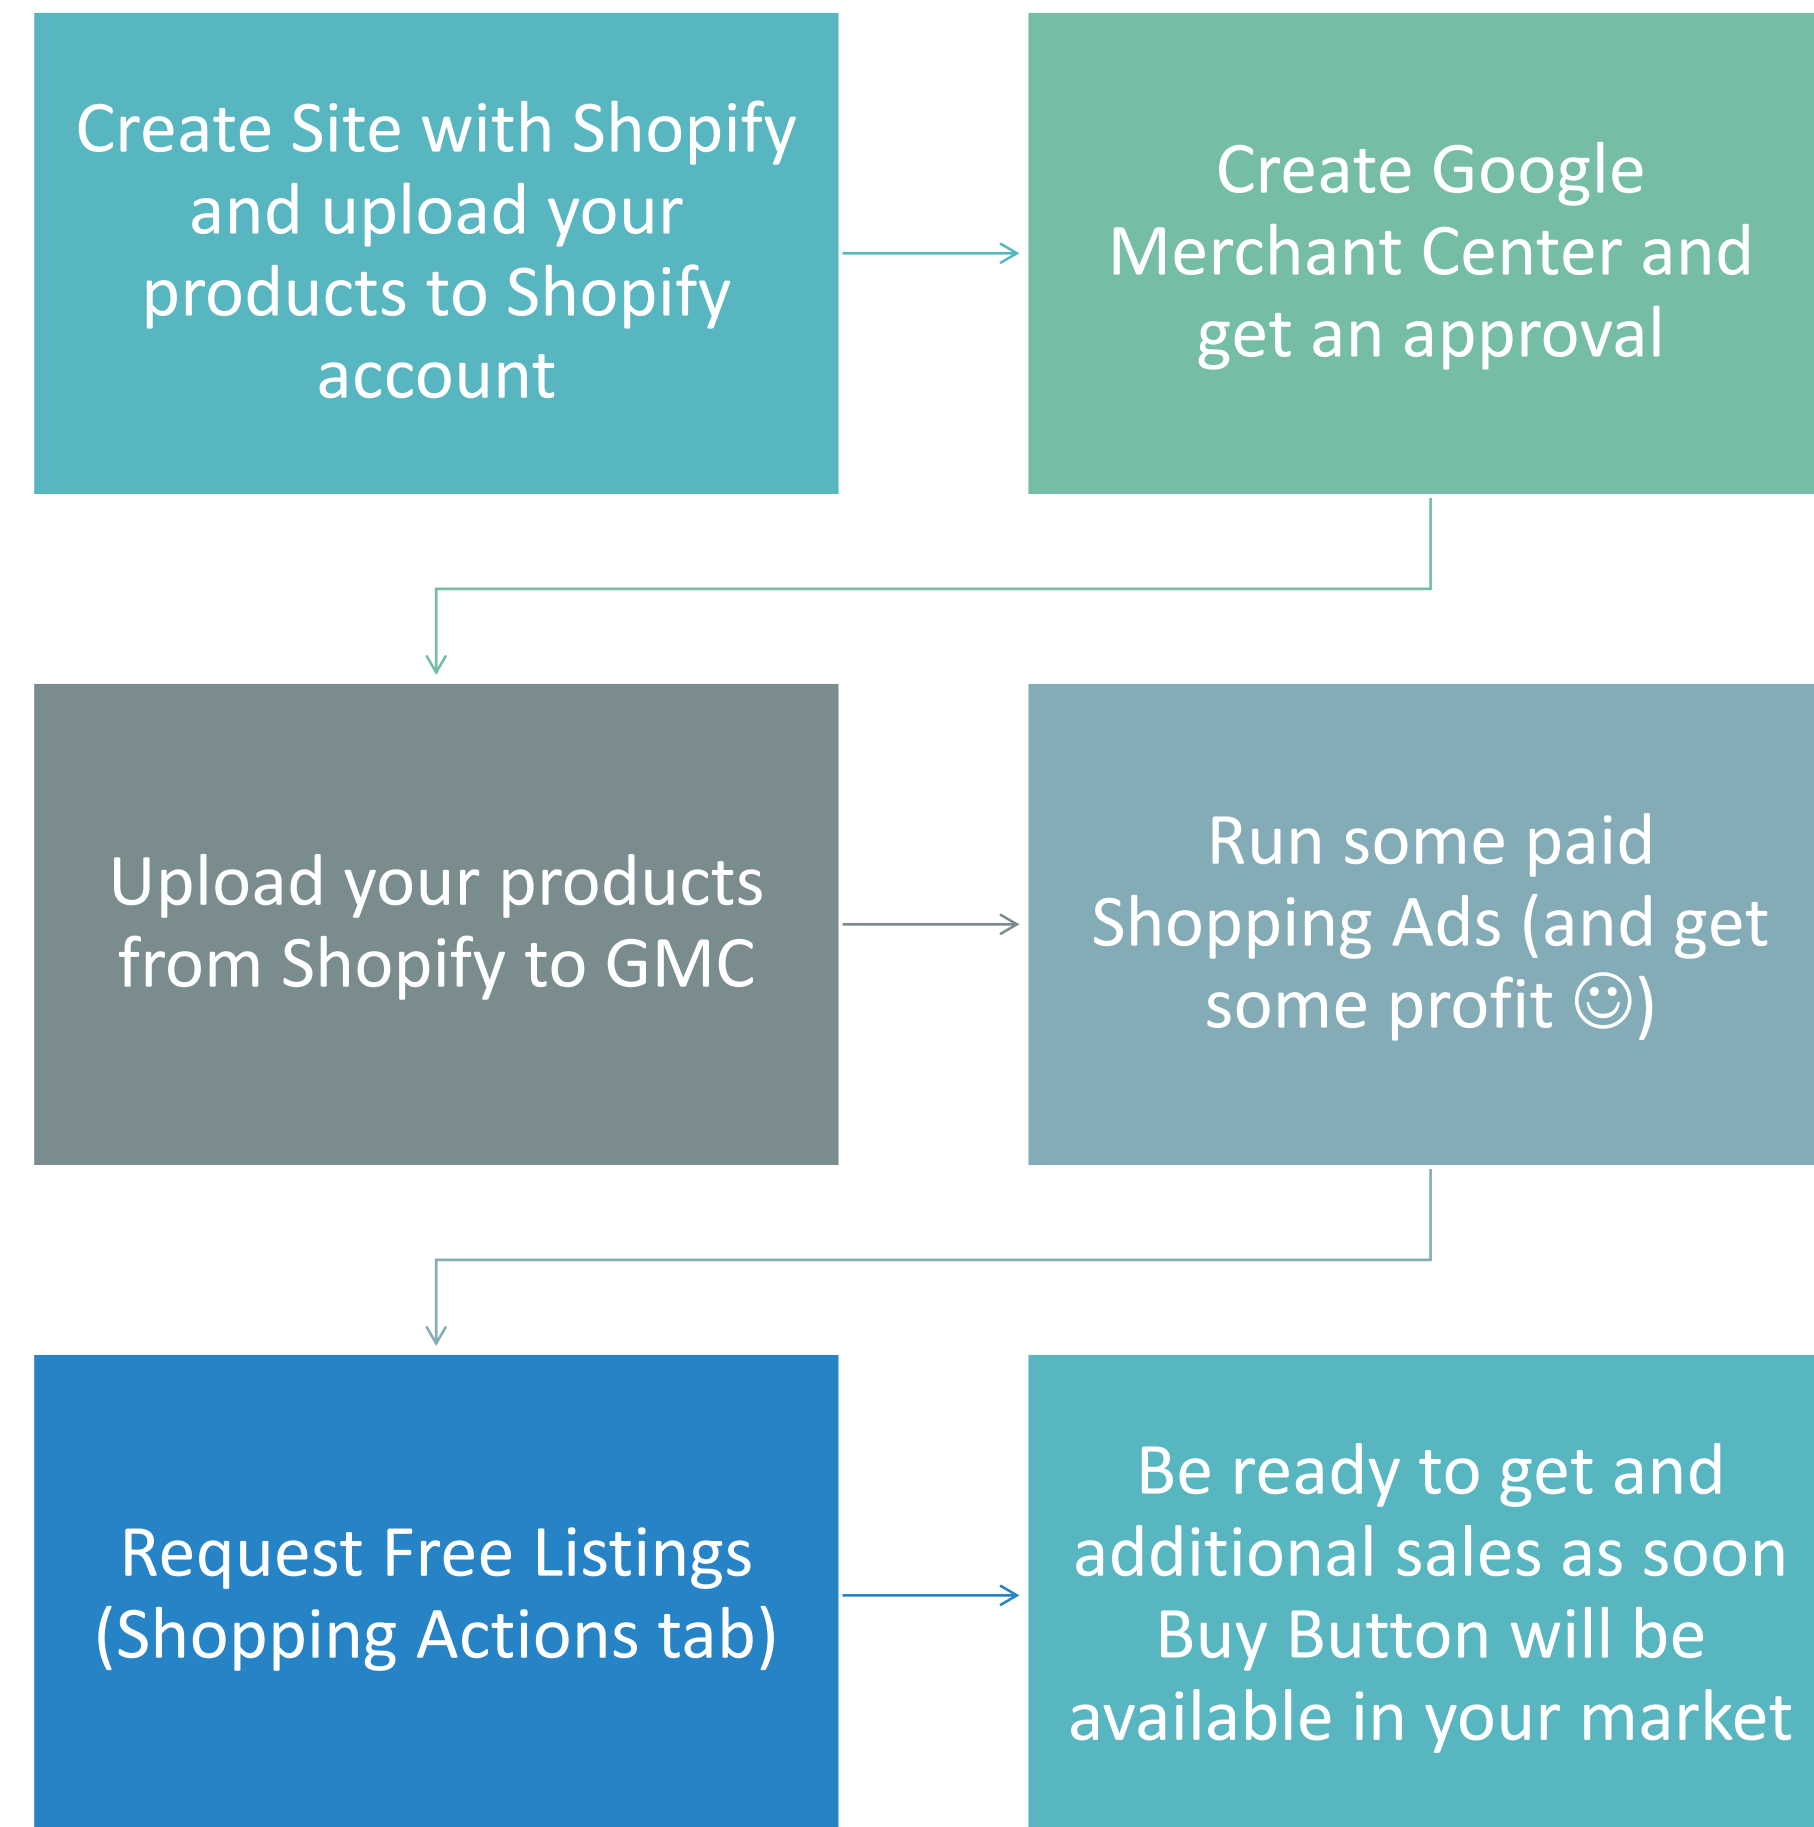 Create Site with Shopify
and upload your
products to Shopify
account
Create Google
Merchant Center and
get an approval
Upload your products
from Shopify to GMC
Run some paid
Shopping Ads (and get
some profit ☺)
Request Free Listings
(Shopping Actions tab)
Be ready to get and
additional sales as soon
Buy Button will be
available in your market